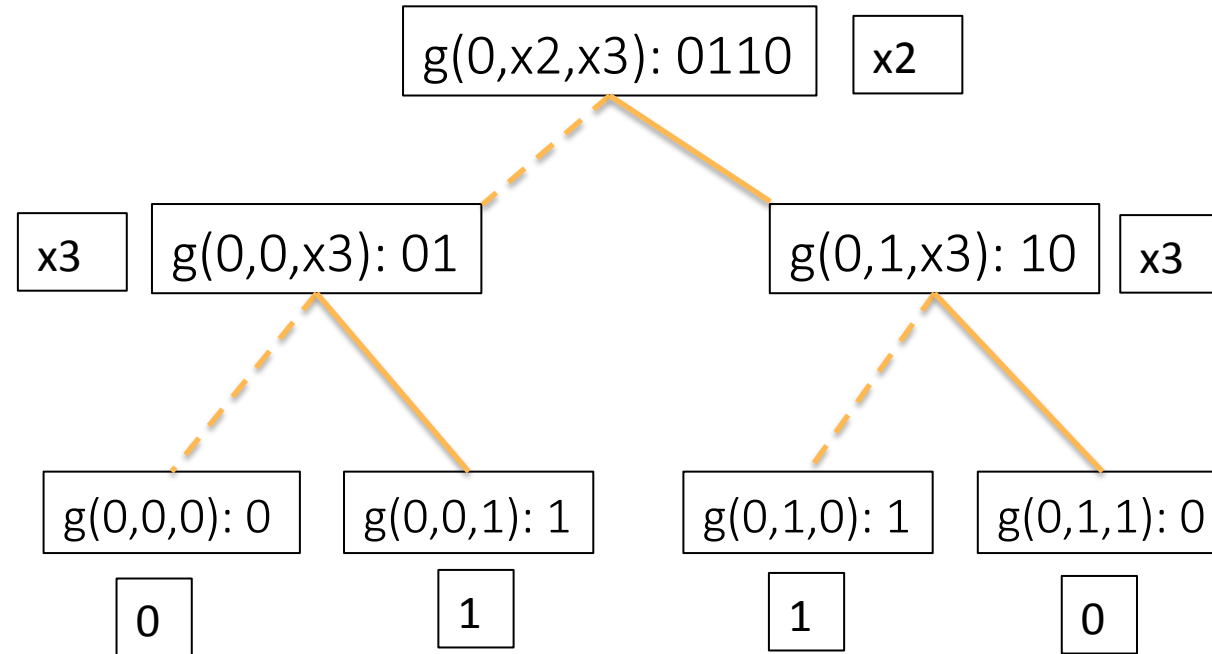 g(0,x2,x3): 0110
x2
x3
g(0,0,x3): 01
g(0,1,x3): 10
x3
g(0,0,0): 0
g(0,0,1): 1
g(0,1,0): 1
g(0,1,1): 0
0
1
1
0